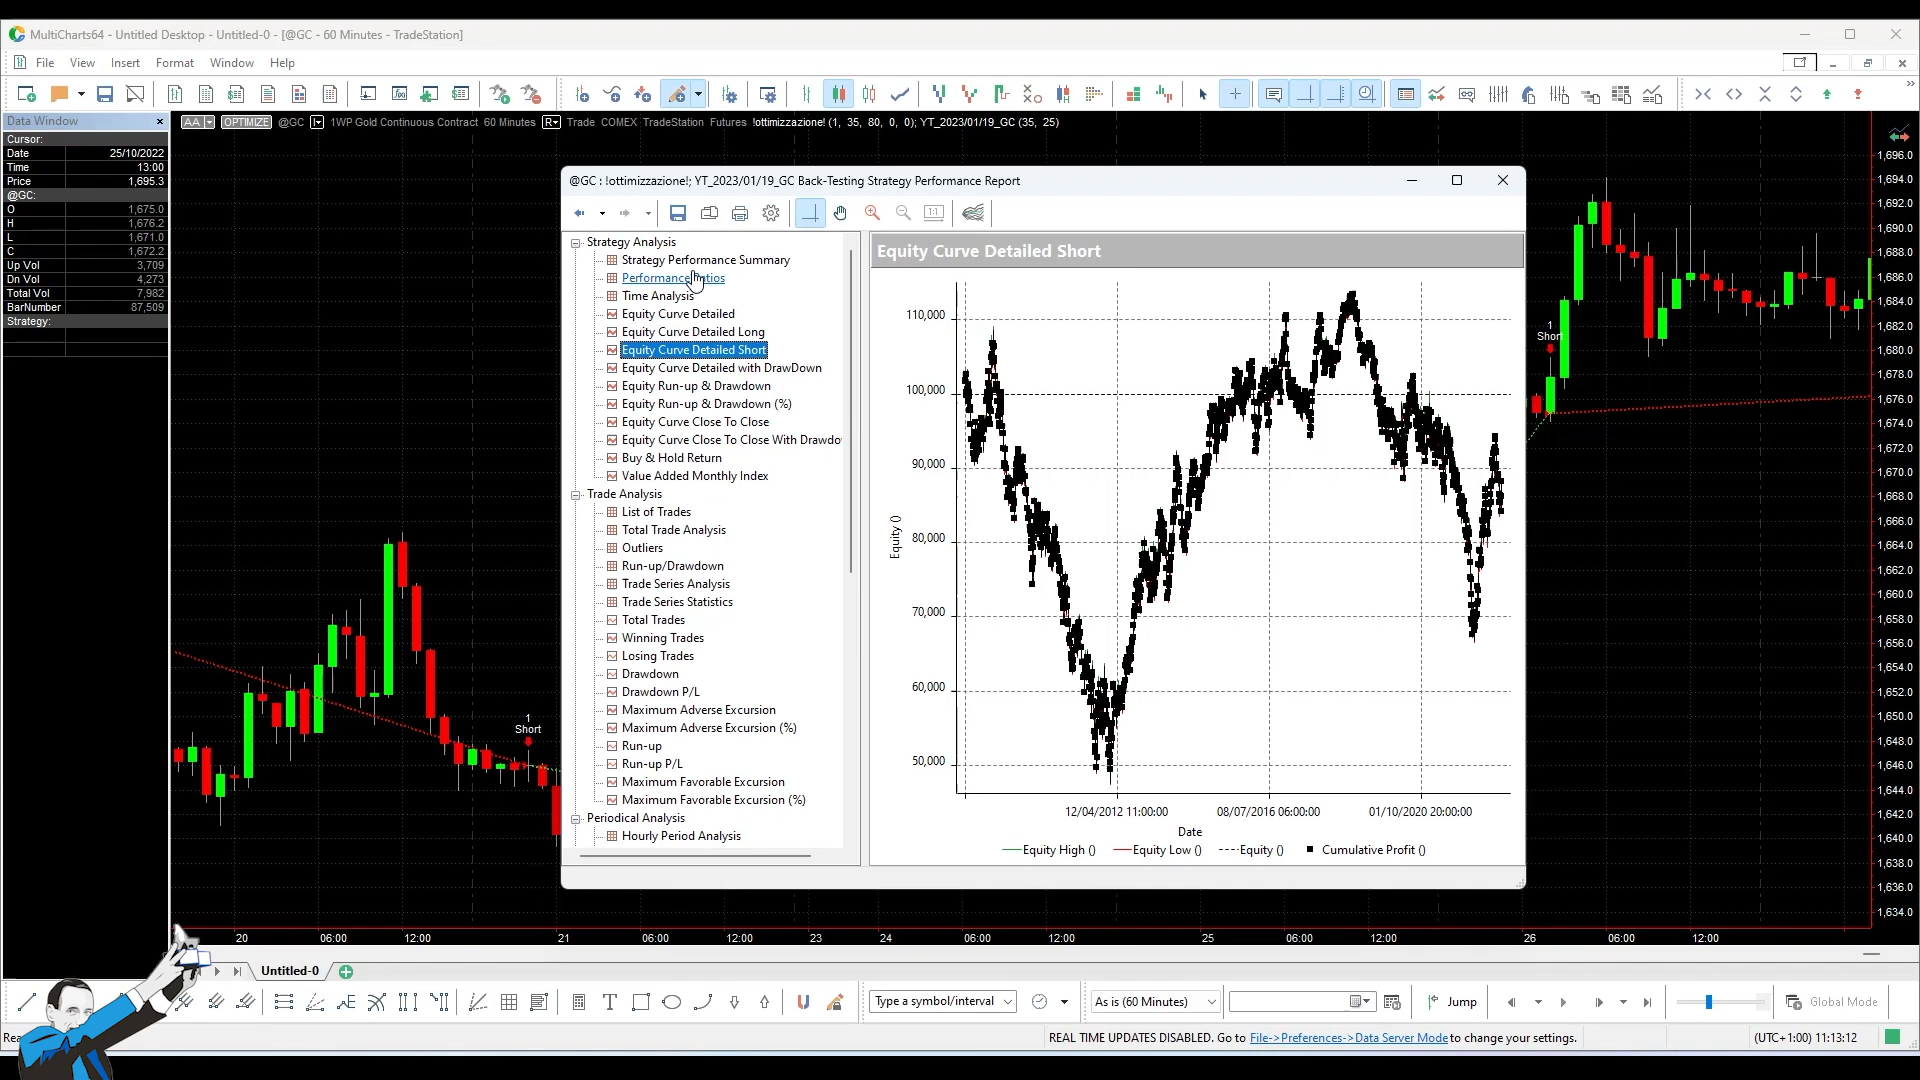 MultiCharts64 - Untitled Desktop - Untitled-0 - [@GC - 60 Minutes - TradeStation]
File View Insert Format Window Help
Data Window
AA OPTIMIZE @GC 1WP Gold Continuous Contract 60 Minutes R Trade COMEX TradeStation Futures !ottimizzazione! (1, 35, 80, 0, 0); YT_2023/01/19_GC (35, 25)
Cursor:
Date 25/10/2022
Time 13:00
Price 1,695.3
@GC:
O 1,675.0
H 1,676.2
L 1,671.0
C 1,672.2
Up Vol 3,709
Dn Vol 4,273
Total Vol 7,982
BarNumber 87,509
Strategy:
1
Short
@GC : !ottimizzazione!; YT_2023/01/19_GC Back-Testing Strategy Performance Report
1:1
Strategy Analysis
Strategy Performance Summary
Time Analysis
Equity Curve Detailed
Equity Curve Detailed Long
Equity Curve Detailed Short
Equity Curve Detailed with DrawDown
Equity Run-up & Drawdown
Equity Run-up & Drawdown (%)
Equity Curve Close To Close
Equity Curve Close To Close With Drawdo
Buy & Hold Return
Value Added Monthly Index
Trade Analysis
List of Trades
Total Trade Analysis
Outliers
Run-up/Drawdown
Trade Series Analysis
Trade Series Statistics
Total Trades
Winning Trades
Losing Trades
Drawdown
Drawdown P/L
Maximum Adverse Excursion
Maximum Adverse Excursion (%)
Run-up
Run-up P/L
Maximum Favorable Excursion
Maximum Favorable Excursion (%)
Periodical Analysis
Hourly Period Analysis
Equity Curve Detailed Short
110,000
100,000
90,000
80,000
70,000
60,000
50,000
Equity ()
12/04/2012 11:00:00 08/07/2016 06:00:00 01/10/2020 20:00:00
Date
Equity High () Equity Low () Equity () Cumulative Profit ()
1
Short
1,696.0
1,694.0
1,692.0
1,690.0
1,688.0
1,686.0
1,684.0
1,682.0
1,680.0
1,678.0
1,676.0
1,674.0
1,672.0
1,670.0
1,668.0
1,666.0
1,664.0
1,662.0
1,660.0
1,658.0
1,656.0
1,654.0
1,652.0
1,650.0
1,648.0
1,646.0
1,644.0
1,642.0
1,640.0
1,638.0
1,636.0
1,634.0
20 06:00 12:00 21 06:00 12:00 23 24 06:00 12:00 25 06:00 12:00 26 06:00 12:00
Untitled-0
Type a symbol/interval As is (60 Minutes) Jump Global Mode
REAL TIME UPDATES DISABLED. Go to File->Preferences->Data Server Mode to change your settings. (UTC+1:00) 11:13:12